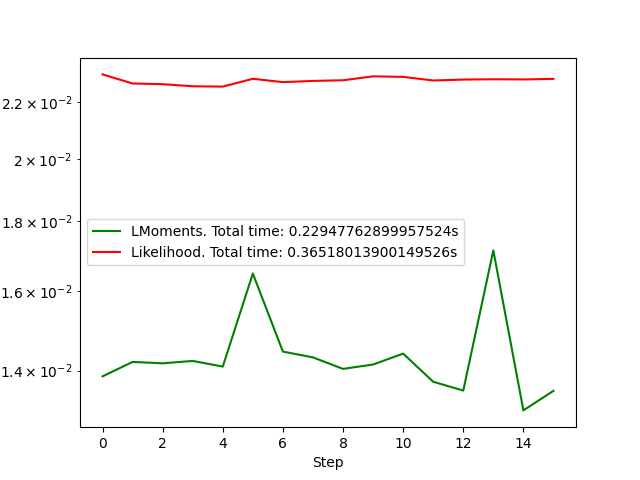 2.2 × 10⁻²
2 × 10⁻²
1.8 × 10⁻²
1.6 × 10⁻²
1.4 × 10⁻²
LMoments. Total time: 0.22947762899957524s
Likelihood. Total time: 0.36518013900149526s
0 2 4 6 8 10 12 14
Step